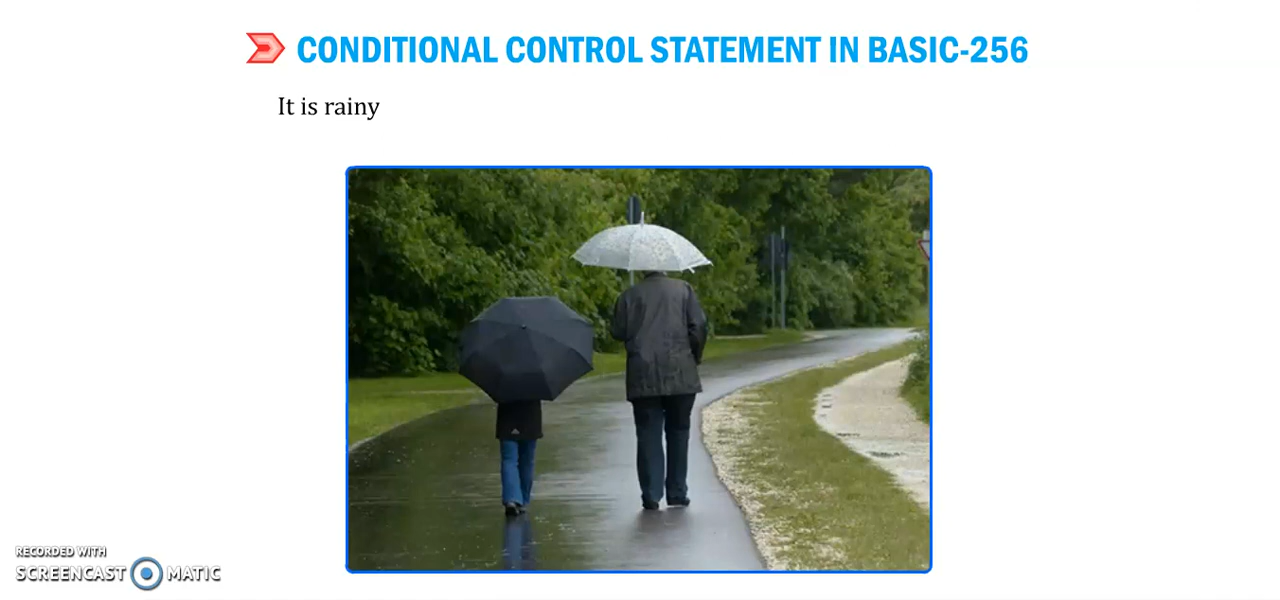 CONDITIONAL CONTROL STATEMENT IN BASIC-256
It is rainy
RECORDED WITH
SCREENCAST MATIC